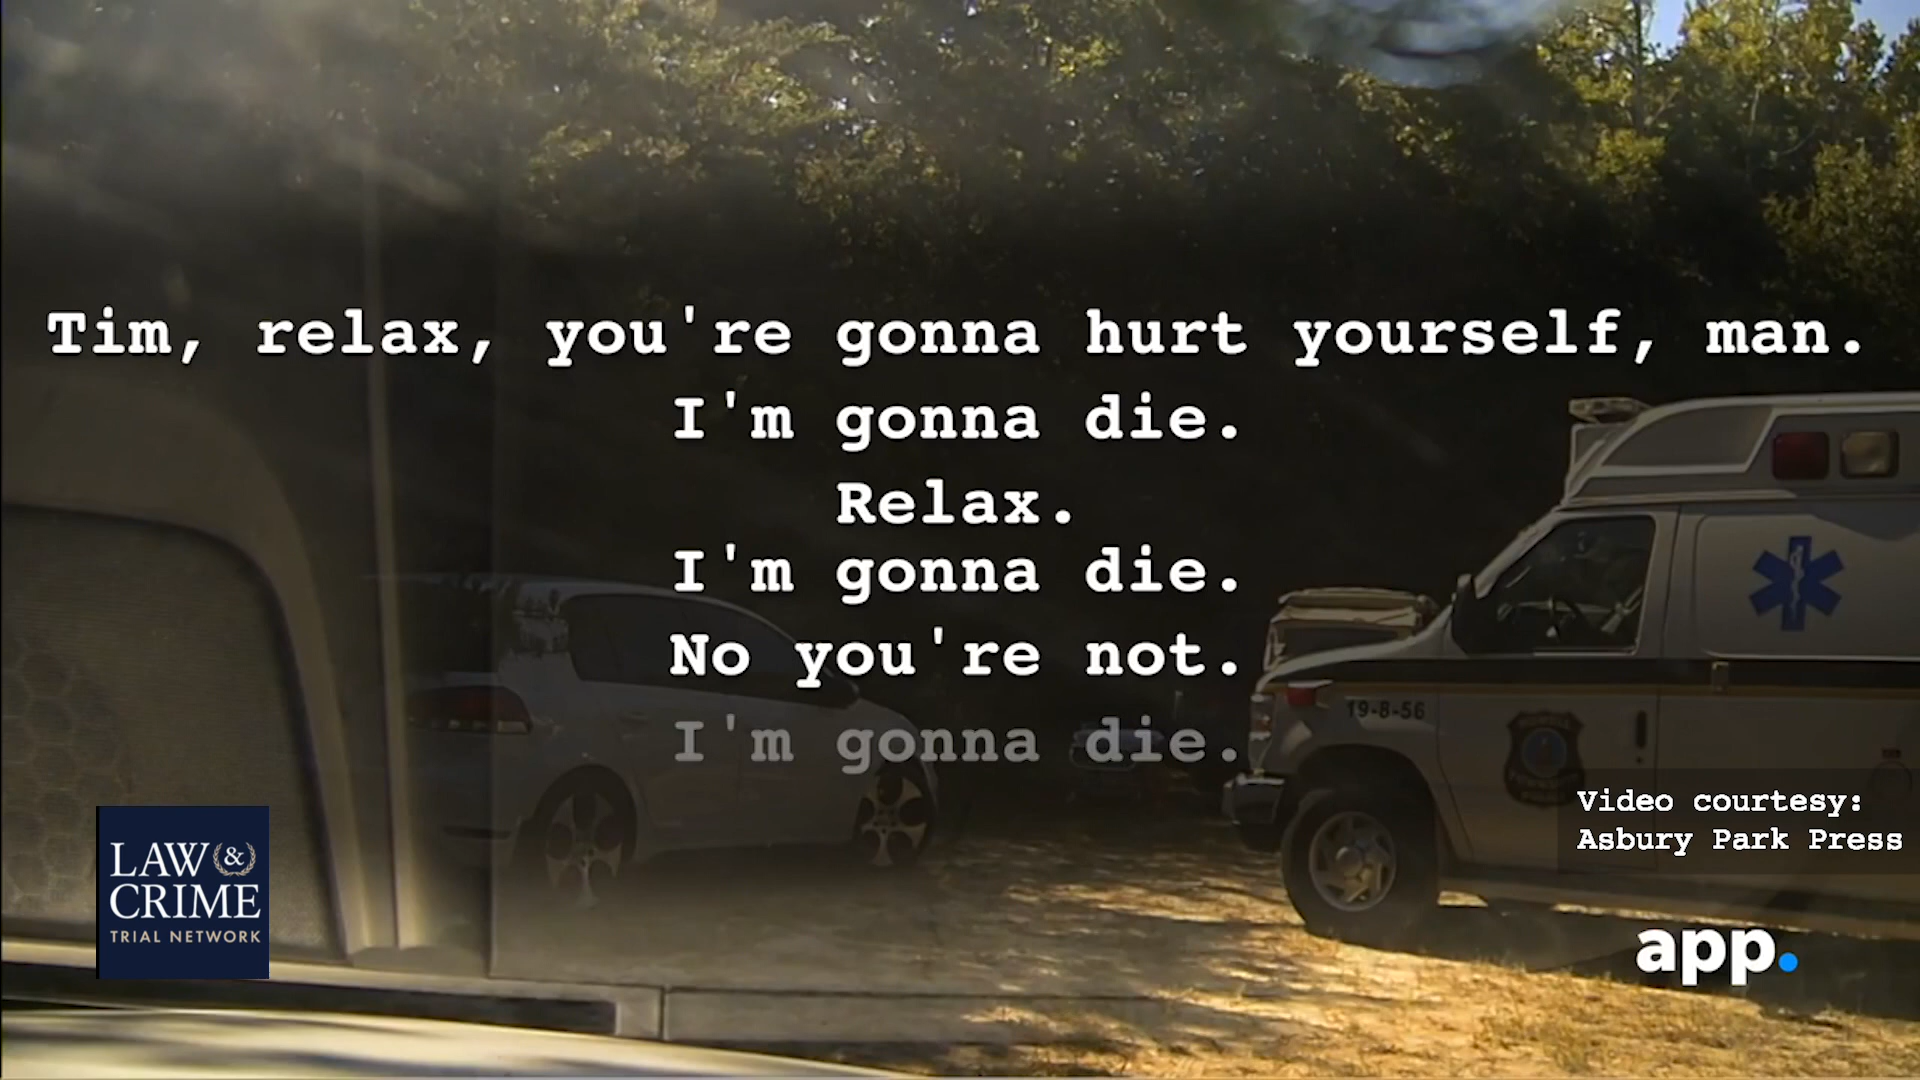 Tim, relax, you're gonna hurt yourself, man.
I'm gonna die.
Relax.
I'm gonna die.
No you're not.
I'm gonna die.
19-8-56
Video courtesy:
Asbury Park Press
LAW &
CRIME
TRIAL NETWORK
app.